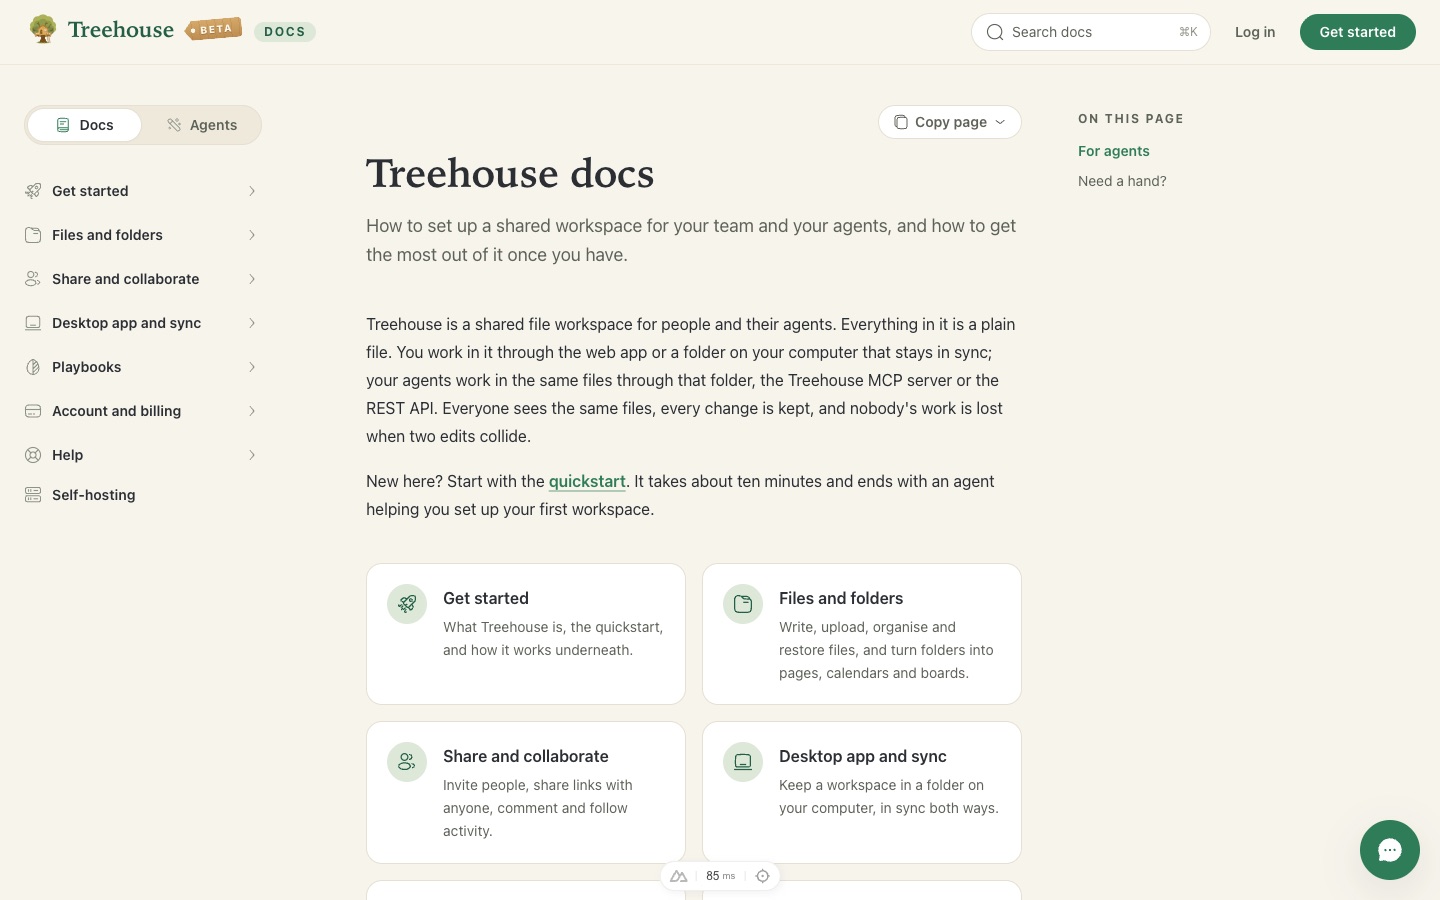 Treehouse BETA DOCS
Search docs ⌘K
Log in
Get started
Docs
Agents
Get started
Files and folders
Share and collaborate
Desktop app and sync
Playbooks
Account and billing
Help
Self-hosting
Copy page
Treehouse docs
How to set up a shared workspace for your team and your agents, and how to get
the most out of it once you have.
Treehouse is a shared file workspace for people and their agents. Everything in it is a plain
file. You work in it through the web app or a folder on your computer that stays in sync;
your agents work in the same files through that folder, the Treehouse MCP server or the
REST API. Everyone sees the same files, every change is kept, and nobody's work is lost
when two edits collide.
New here? Start with the quickstart. It takes about ten minutes and ends with an agent
helping you set up your first workspace.
Get started
What Treehouse is, the quickstart,
and how it works underneath.
Files and folders
Write, upload, organise and
restore files, and turn folders into
pages, calendars and boards.
Share and collaborate
Invite people, share links with
anyone, comment and follow
activity.
Desktop app and sync
Keep a workspace in a folder on
your computer, in sync both ways.
85 ms
ON THIS PAGE
For agents
Need a hand?